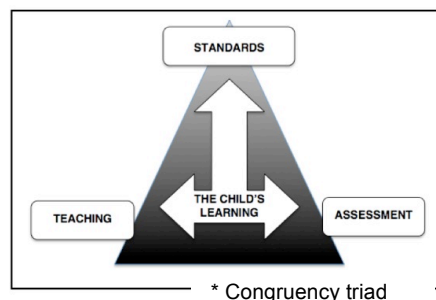 STANDARDS
THE CHILD'S
LEARNING
TEACHING
ASSESSMENT
* Congruency triad